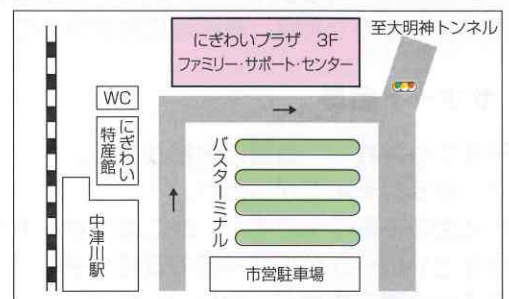 至大明神トンネル
にぎわいプラザ 3F
ファミリー・サポート・センター
WC
にぎわい
特産館
バスターミナル
中津川駅
市営駐車場